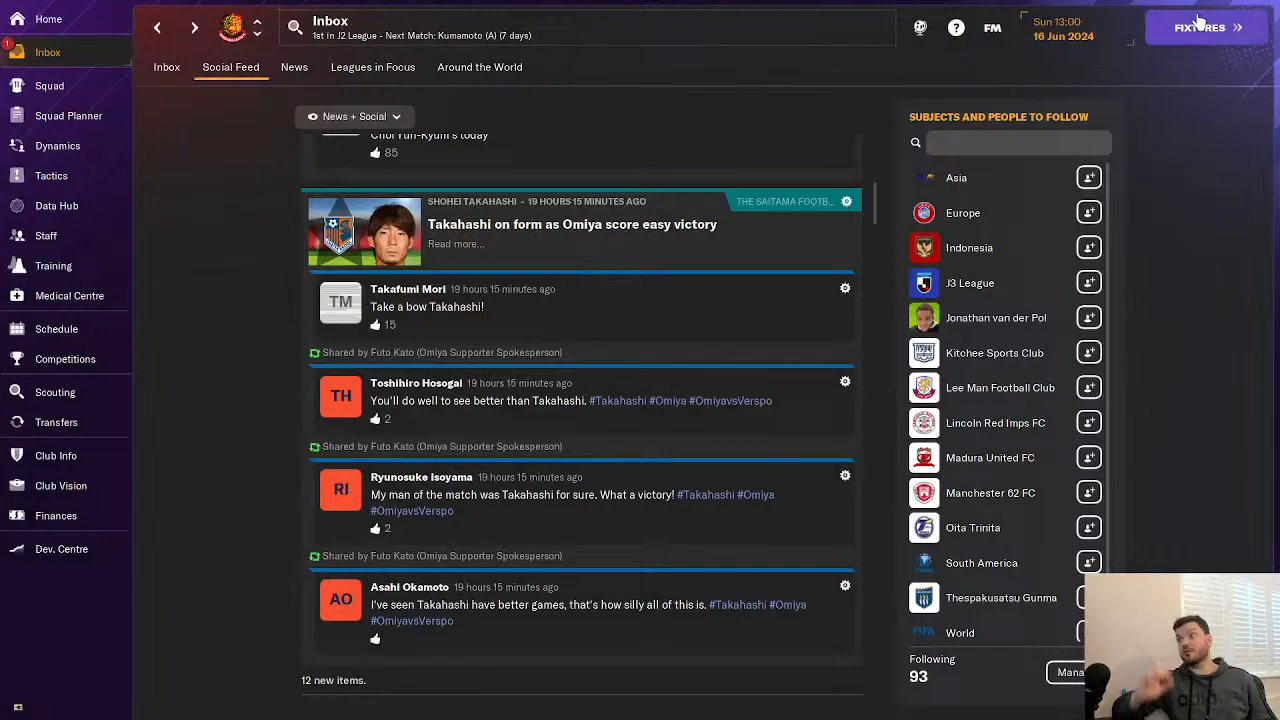 Home
Inbox
1
Squad
Squad Planner
Dynamics
Tactics
Data Hub
Staff
Training
Medical Centre
Schedule
Competitions
Scouting
Transfers
Club Info
Club Vision
Finances
Dev. Centre
Inbox
1st in J2 League - Next Match: Kumamoto (A) (7 days)
FM
Sun 13:00
16 Jun 2024
FIXTURES
Inbox
Social Feed
News
Leagues in Focus
Around the World
News + Social
Choi Yun-Kyum's today
85
SHOHEI TAKAHASHI - 19 HOURS 15 MINUTES AGO
THE SAITAMA FOOTB...
Takahashi on form as Omiya score easy victory
Read more...
TM
Takafumi Mori 19 hours 15 minutes ago
Take a bow Takahashi!
15
Shared by Futo Kato (Omiya Supporter Spokesperson)
TH
Toshihiro Hosogai 19 hours 15 minutes ago
You'll do well to see better than Takahashi. #Takahashi #Omiya #OmiyavsVerspo
2
Shared by Futo Kato (Omiya Supporter Spokesperson)
RI
Ryunosuke Isoyama 19 hours 15 minutes ago
My man of the match was Takahashi for sure. What a victory! #Takahashi #Omiya
#OmiyavsVerspo
2
Shared by Futo Kato (Omiya Supporter Spokesperson)
AO
Asahi Okamoto 19 hours 15 minutes ago
I've seen Takahashi have better games, that's how silly all of this is. #Takahashi #Omiya
#OmiyavsVerspo
12 new items.
SUBJECTS AND PEOPLE TO FOLLOW
Asia
Europe
Indonesia
J3 League
Jonathan van der Pol
Kitchee Sports Club
Lee Man Football Club
Lincoln Red Imps FC
Madura United FC
Manchester 62 FC
Oita Trinita
South America
Thespakusatsu Gunma
FIFA
World
Following
93
Mana